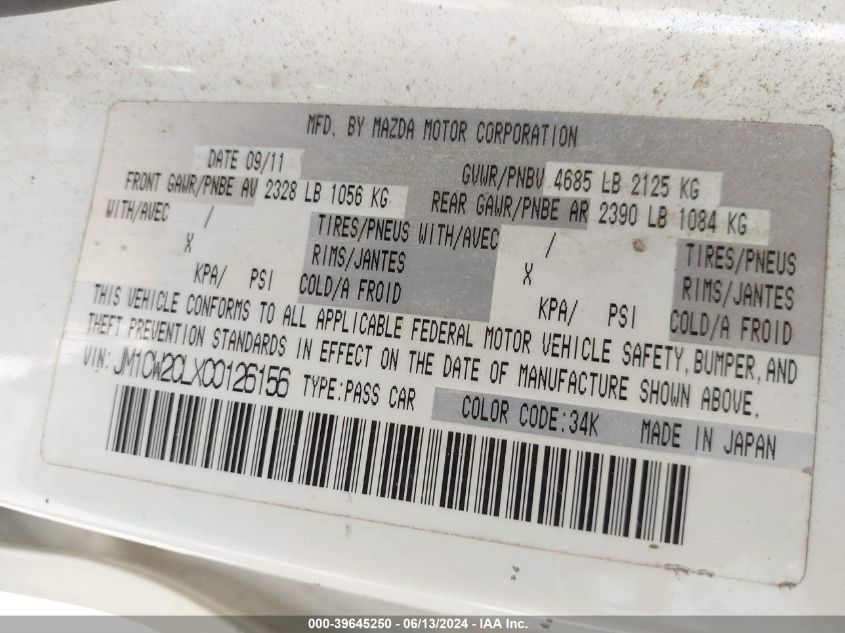 MFD. BY MAZDA MOTOR CORPORATION
DATE 09/11 GVWR/PNBV 4685 LB 2125 KG
FRONT GAWR/PNBE AV 2328 LB 1056 KG REAR GAWR/PNBE AR 2390 LB 1084 KG
WITH/AVEC / TIRES/PNEUS WITH/AVEC / TIRES/PNEUS
X RIMS/JANTES X RIMS/JANTES
KPA/ PSI COLD/A FROID KPA/ PSI COLD/A FROID
THIS VEHICLE CONFORMS TO ALL APPLICABLE FEDERAL MOTOR VEHICLE SAFETY, BUMPER, AND
THEFT PREVENTION STANDARDS IN EFFECT ON THE DATE OF MANUFACTURE SHOWN ABOVE.
VIN: JM1CW2CLXC0126156 TYPE:PASS CAR COLOR CODE:34K MADE IN JAPAN
000-39645250 - 06/13/2024 - IAA Inc.